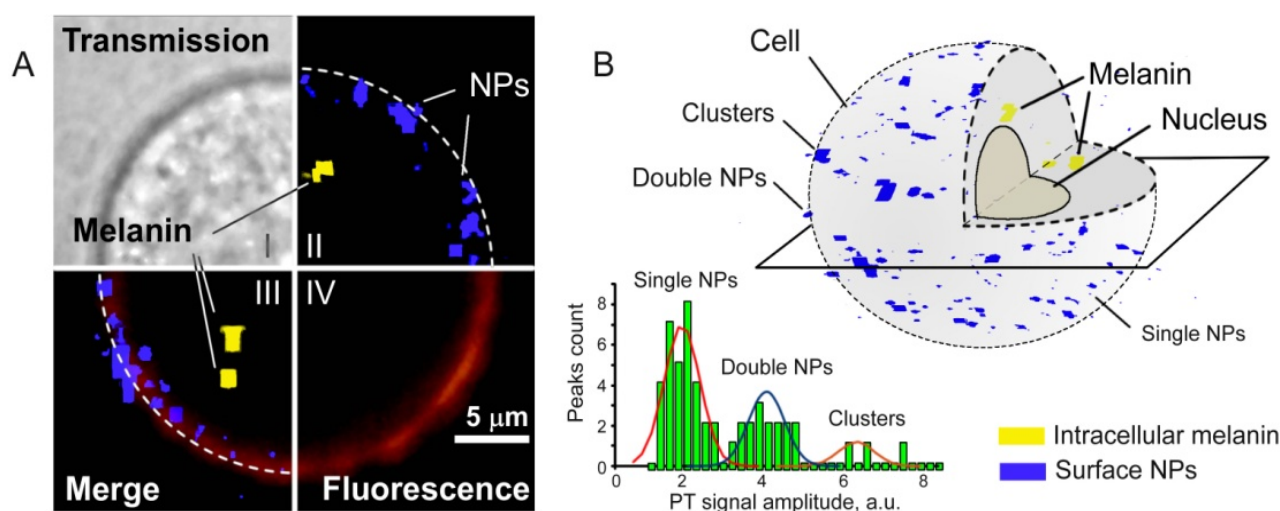 A
Transmission
I
NPs
II
Melanin
III
Merge
IV
5 μm
Fluorescence
B
Cell
Clusters
Double NPs
Melanin
Nucleus
Single NPs
Single NPs
Double NPs
Clusters
Peaks count
8
6
4
2
0
0 2 4 6 8
PT signal amplitude, a.u.
Intracellular melanin
Surface NPs